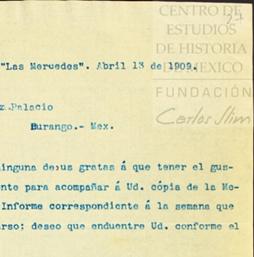 CENTRO DE
ESTUDIOS
DE HISTORIA
DE MÉXICO
FUNDACIÓN
Carlos Slim
"Las Mercedes". Abril 13 de 1909.
z Palacio
Durango.- Mex.
ninguna de sus gratas á que tener el gus-
nte para acompañar á Ud. cópia de la Me-
Informe correspondiente á la semana que
rso; deseo que enduentre Ud. conforme el